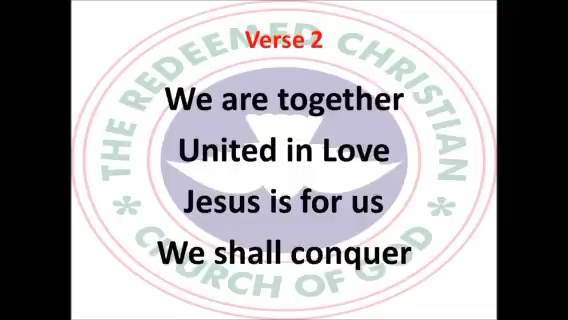 Verse 2
THE REDEEMED CHRISTIAN
We are together
United in Love
Jesus is for us
We shall conquer
* CHURCH OF GOD *